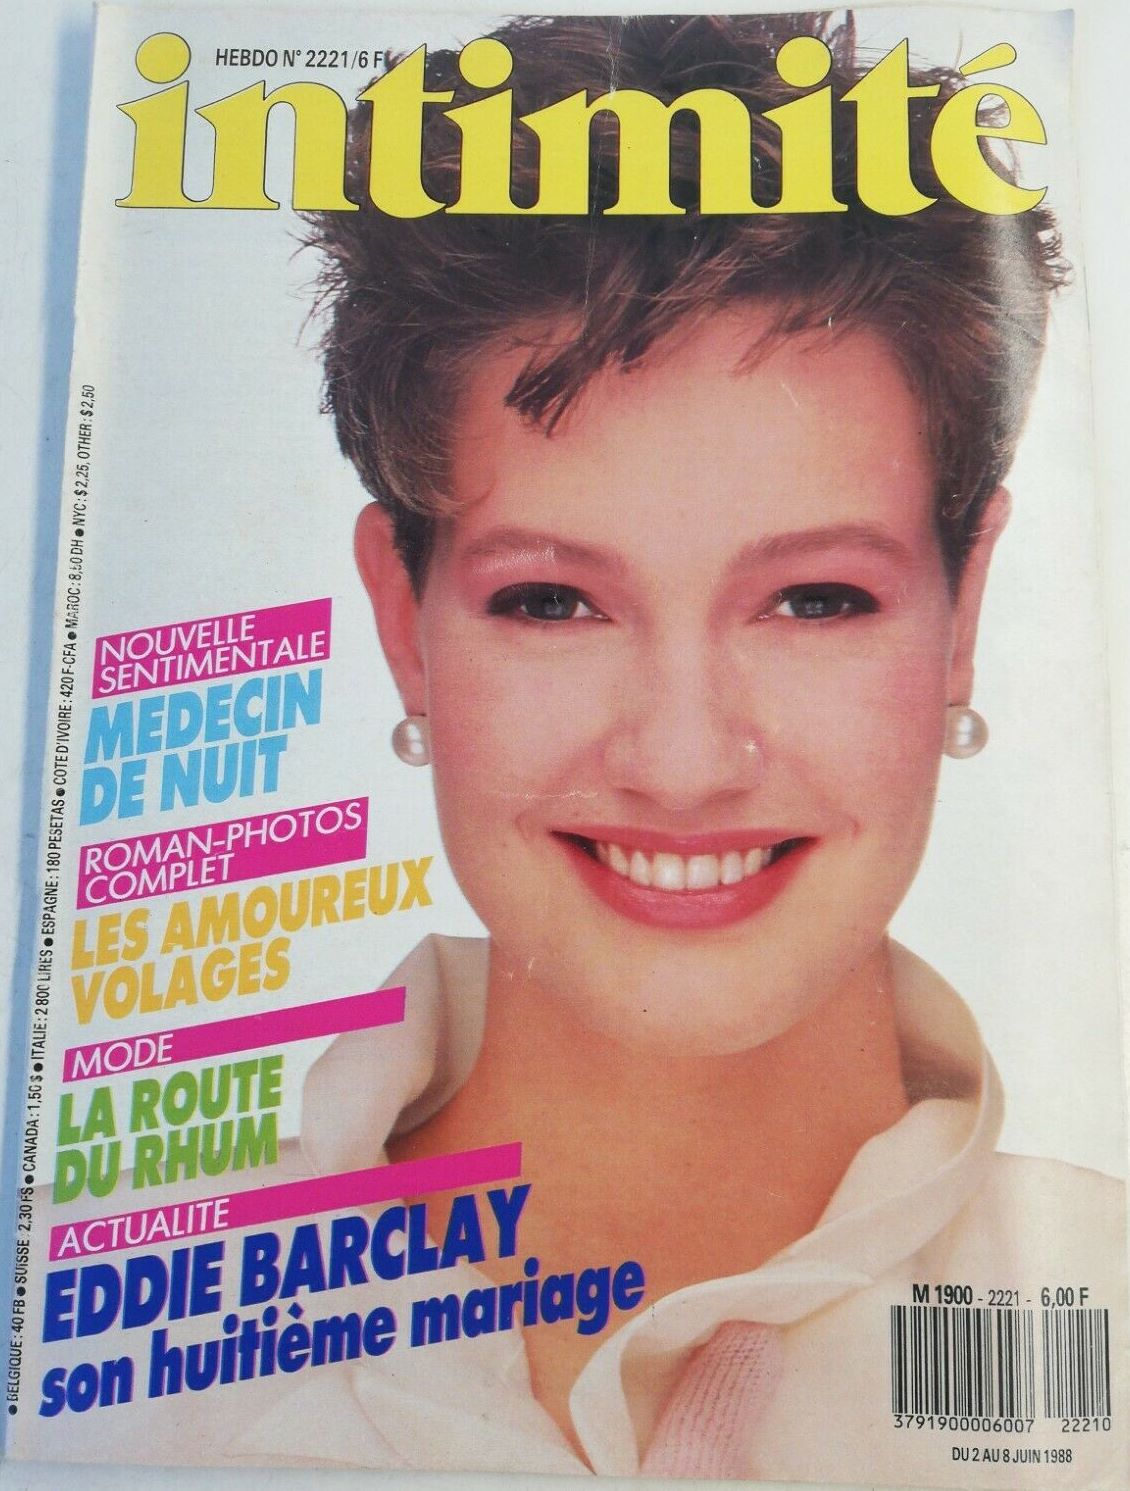 HEBDO N° 2221/6 F
intimité
NOUVELLE
SENTIMENTALE
MEDECIN
DE NUIT
ROMAN-PHOTOS
COMPLET
LES AMOUREUX
VOLAGES
MODE
LA ROUTE
DU RHUM
ACTUALITE
EDDIE BARCLAY
son huitième mariage
● BELGIQUE : 40 FB ● SUISSE : 2,30 FS ● CANADA : 1,50 $ ● ITALIE : 2 800 LIRES ● ESPAGNE : 180 PESETAS ● COTE D'IVOIRE : 420 F-CFA ● MAROC : 8,50 DH ● NYC : $ 2,25, OTHER : $ 2,50
M 1900 - 2221 - 6,00 F
3791900006007 22210
DU 2 AU 8 JUIN 1988